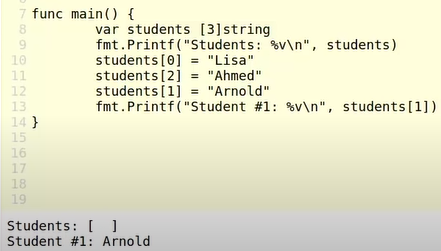 7 func main() {
8         var students [3]string
9         fmt.Printf("Students: %v\n", students)
10         students[0] = "Lisa"
11         students[2] = "Ahmed"
12         students[1] = "Arnold"
13         fmt.Printf("Student #1: %v\n", students[1])
14 }
15
16
17
18
19
Students: [  ]
Student #1: Arnold